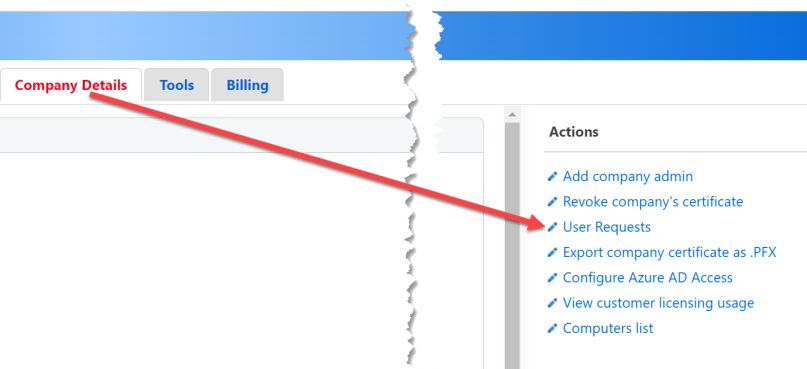 Company Details
Tools
Billing
Actions
Add company admin
Revoke company's certificate
User Requests
Export company certificate as .PFX
Configure Azure AD Access
View customer licensing usage
Computers list